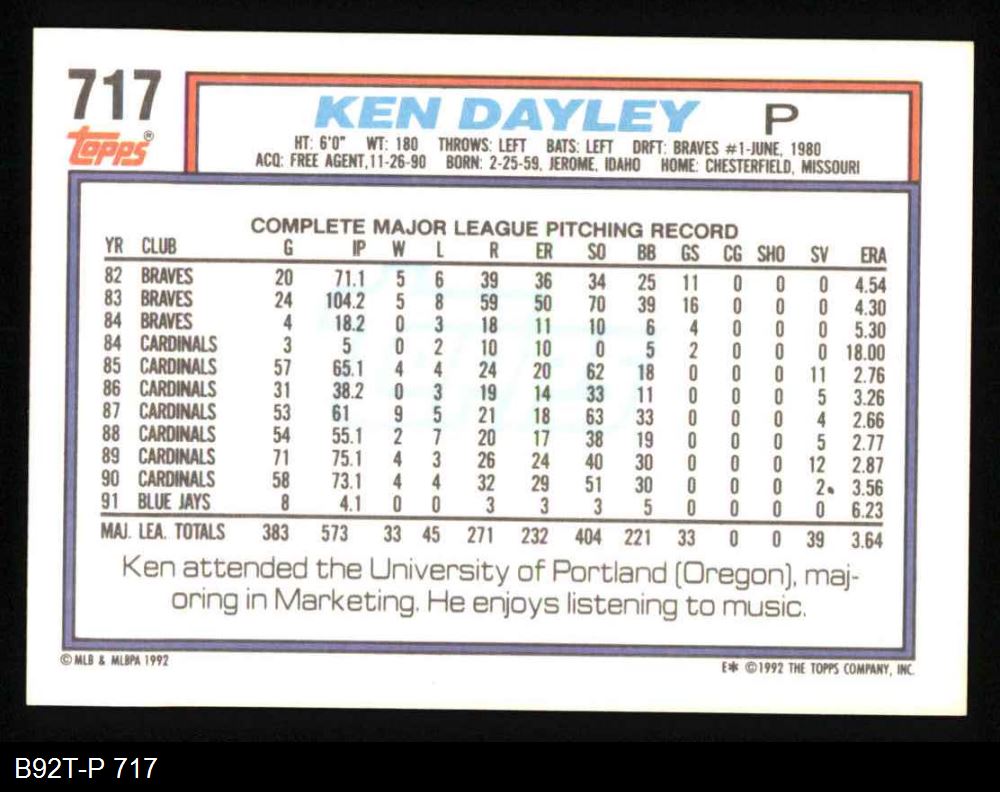 717
Topps®
KEN DAYLEY P
HT: 6'0" WT: 180 THROWS: LEFT BATS: LEFT DRFT: BRAVES #1-JUNE, 1980
ACQ: FREE AGENT,11-26-90 BORN: 2-25-59, JEROME, IDAHO HOME: CHESTERFIELD, MISSOURI
COMPLETE MAJOR LEAGUE PITCHING RECORD
YR CLUB G IP W L R ER SO BB GS CG SHO SV ERA
82 BRAVES 20 71.1 5 6 39 36 34 25 11 0 0 0 4.54
83 BRAVES 24 104.2 5 8 59 50 70 39 16 0 0 0 4.30
84 BRAVES 4 18.2 0 3 18 11 10 6 4 0 0 0 5.30
84 CARDINALS 3 5 0 2 10 10 0 5 2 0 0 0 18.00
85 CARDINALS 57 65.1 4 4 24 20 62 18 0 0 0 11 2.76
86 CARDINALS 31 38.2 0 3 19 14 33 11 0 0 0 5 3.26
87 CARDINALS 53 61 9 5 21 18 63 33 0 0 0 4 2.66
88 CARDINALS 54 55.1 2 7 20 17 38 19 0 0 0 5 2.77
89 CARDINALS 71 75.1 4 3 26 24 40 30 0 0 0 12 2.87
90 CARDINALS 58 73.1 4 4 32 29 51 30 0 0 0 2 3.56
91 BLUE JAYS 8 4.1 0 0 3 3 3 5 0 0 0 0 6.23
MAJ. LEA. TOTALS 383 573 33 45 271 232 404 221 33 0 0 39 3.64
Ken attended the University of Portland (Oregon), maj-
oring in Marketing. He enjoys listening to music.
© MLB & MLBPA 1992
E✻ ©1992 THE TOPPS COMPANY, INC.
B92T-P 717